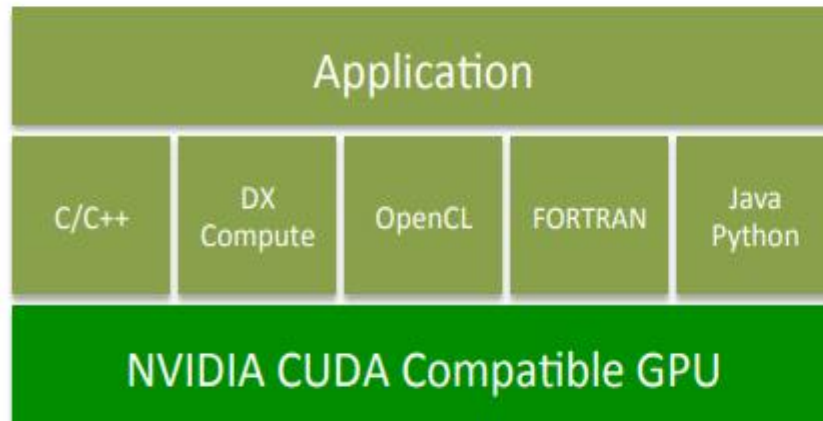 Application
C/C++
DX
Compute
OpenCL
FORTRAN
Java
Python
NVIDIA CUDA Compatible GPU